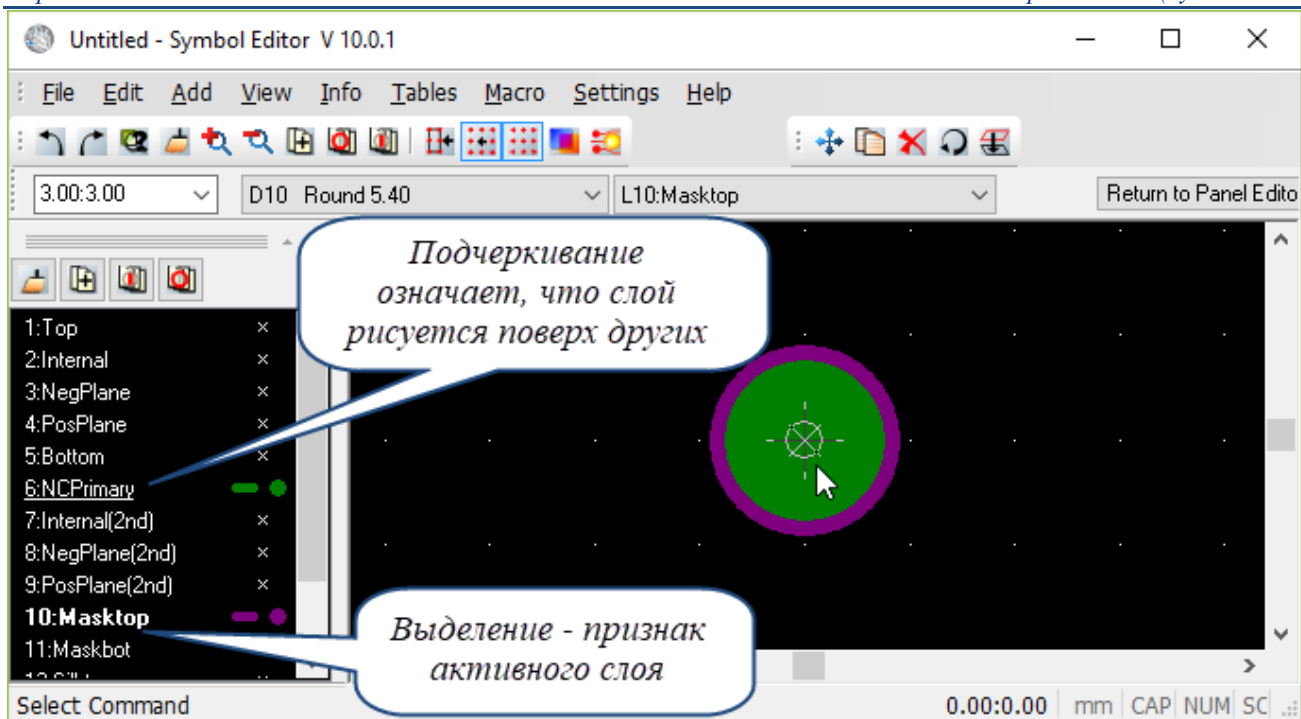 Untitled - Symbol Editor V 10.0.1
File Edit Add View Info Tables Macro Settings Help
3.00:3.00 D10 Round 5.40 L10:Masktop Return to Panel Edito
Подчеркивание
означает, что слой
рисуется поверх других
1:Top
2:Internal
3:NegPlane
4:PosPlane
5:Bottom
6:NCPrimary
7:Internal(2nd)
8:NegPlane(2nd)
9:PosPlane(2nd)
10:Masktop
11:Maskbot
Выделение - признак
активного слоя
Select Command 0.00:0.00 mm CAP NUM SC